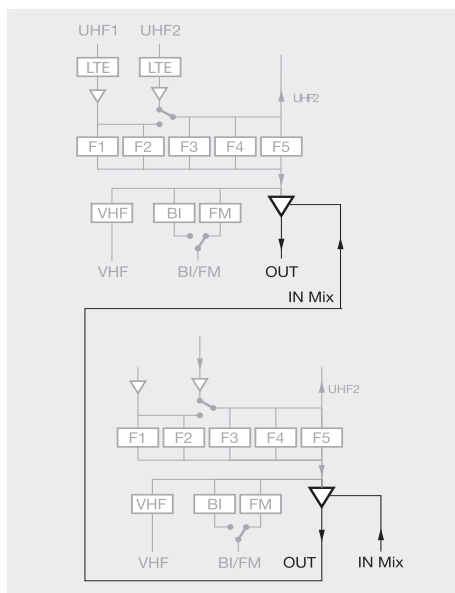 UHF1 UHF2
LTE LTE
UHF2
F1 F2 F3 F4 F5
VHF BI FM
VHF BI/FM OUT
IN Mix
UHF2
F1 F2 F3 F4 F5
VHF BI FM
VHF BI/FM OUT IN Mix